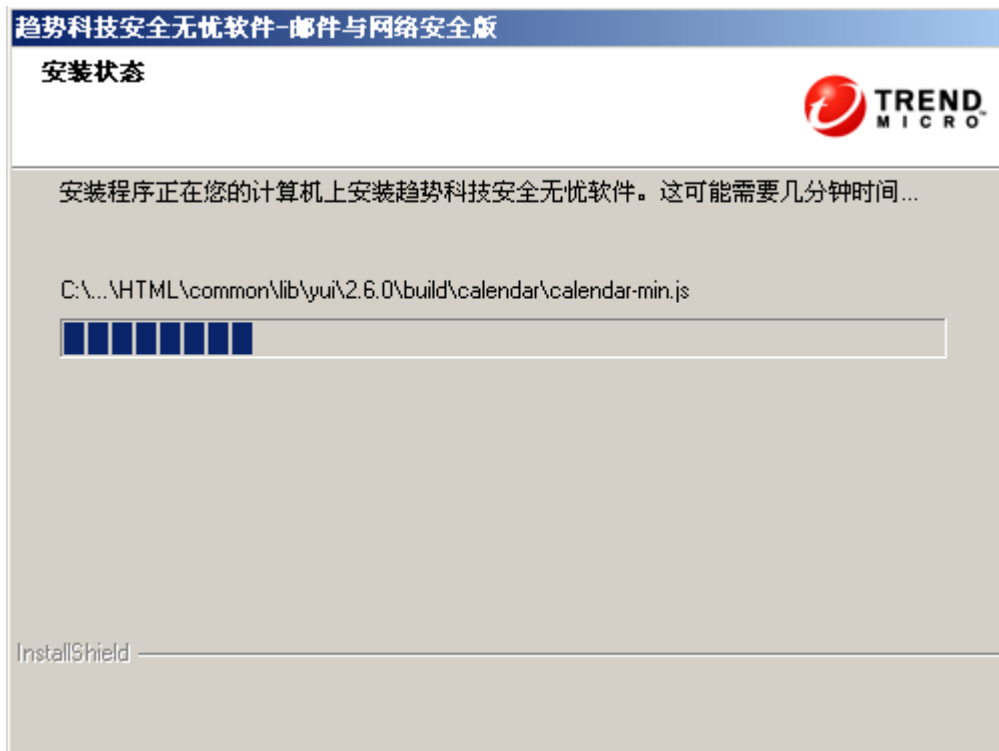 趋势科技安全无忧软件-邮件与网络安全版
安装状态
TREND
MICRO
安装程序正在您的计算机上安装趋势科技安全无忧软件。这可能需要几分钟时间...
C:\...\HTML\common\lib\yui\2.6.0\build\calendar\calendar-min.js
InstallShield